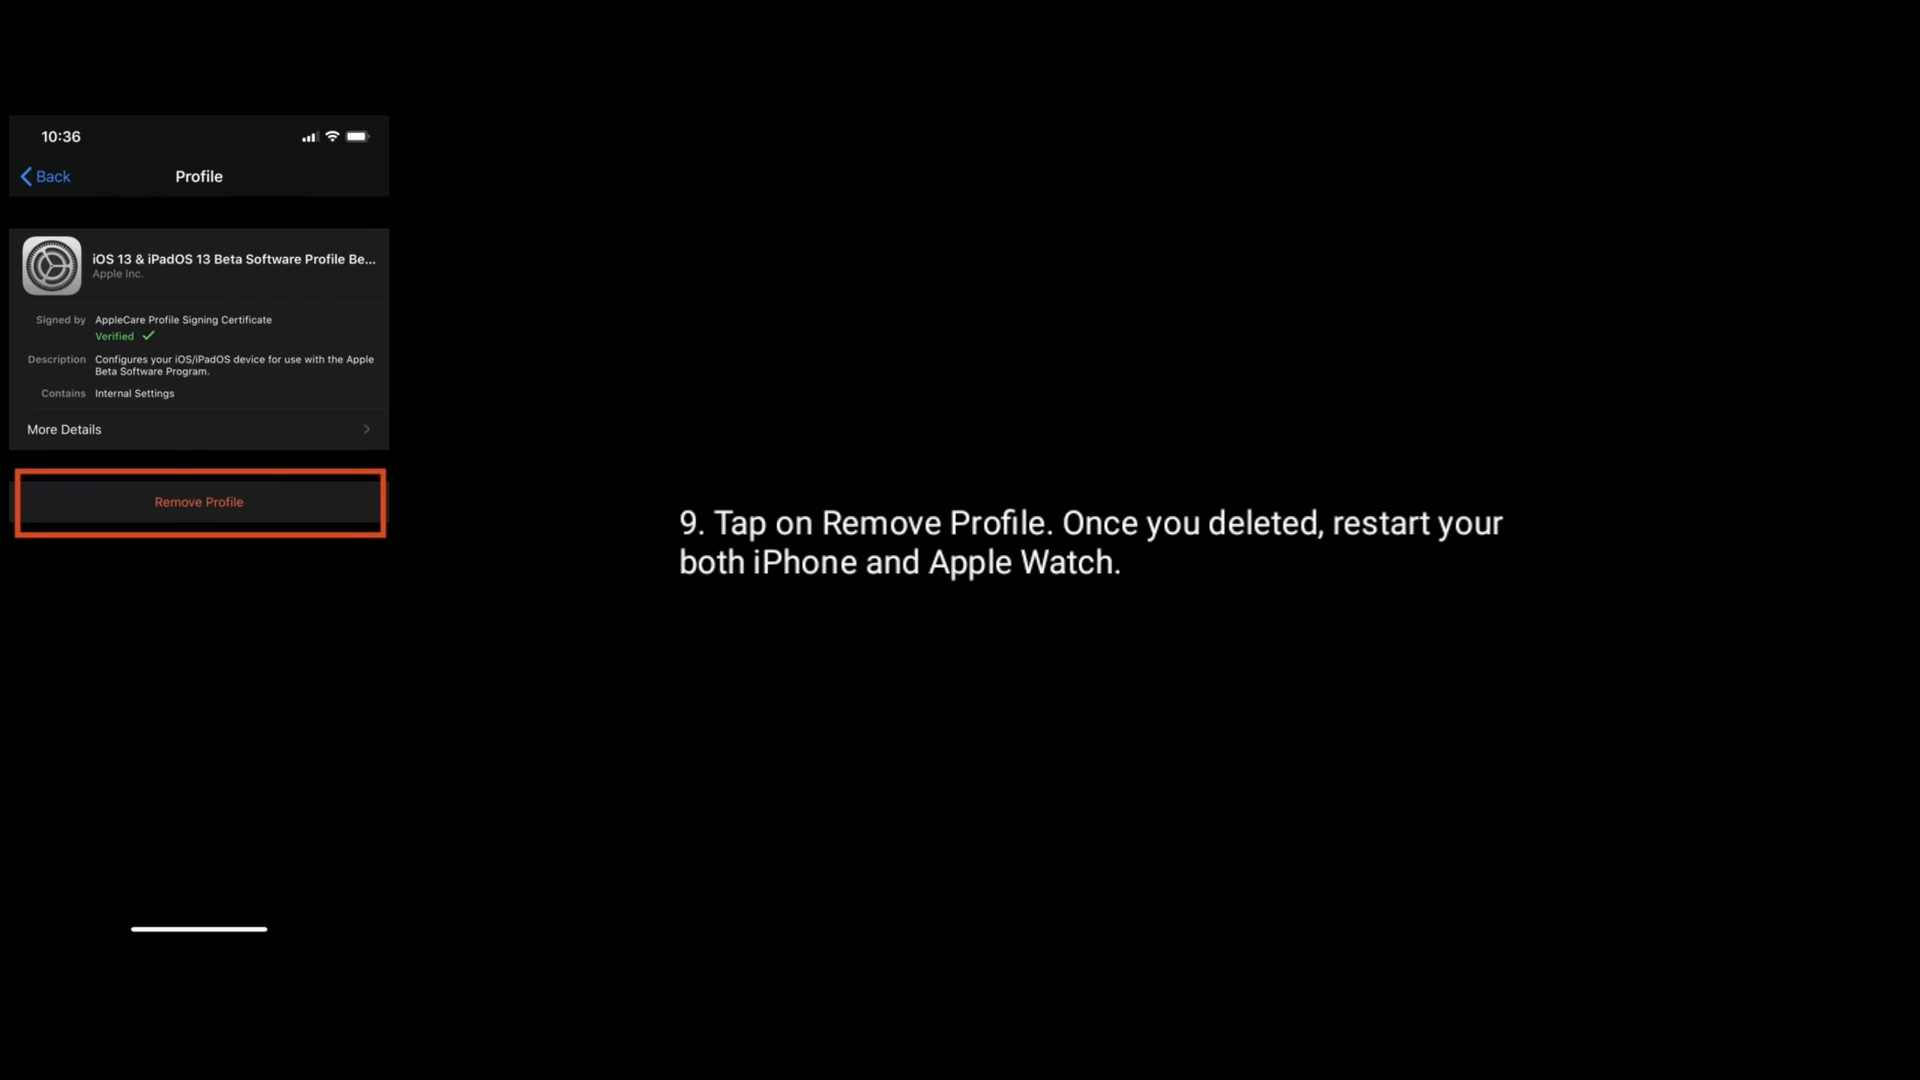 10:36
Back
Profile
iOS 13 & iPadOS 13 Beta Software Profile Be...
Apple Inc.
Signed by AppleCare Profile Signing Certificate
Verified
Description Configures your iOS/iPadOS device for use with the Apple
Beta Software Program.
Contains Internal Settings
More Details
Remove Profile
9. Tap on Remove Profile. Once you deleted, restart your
both iPhone and Apple Watch.